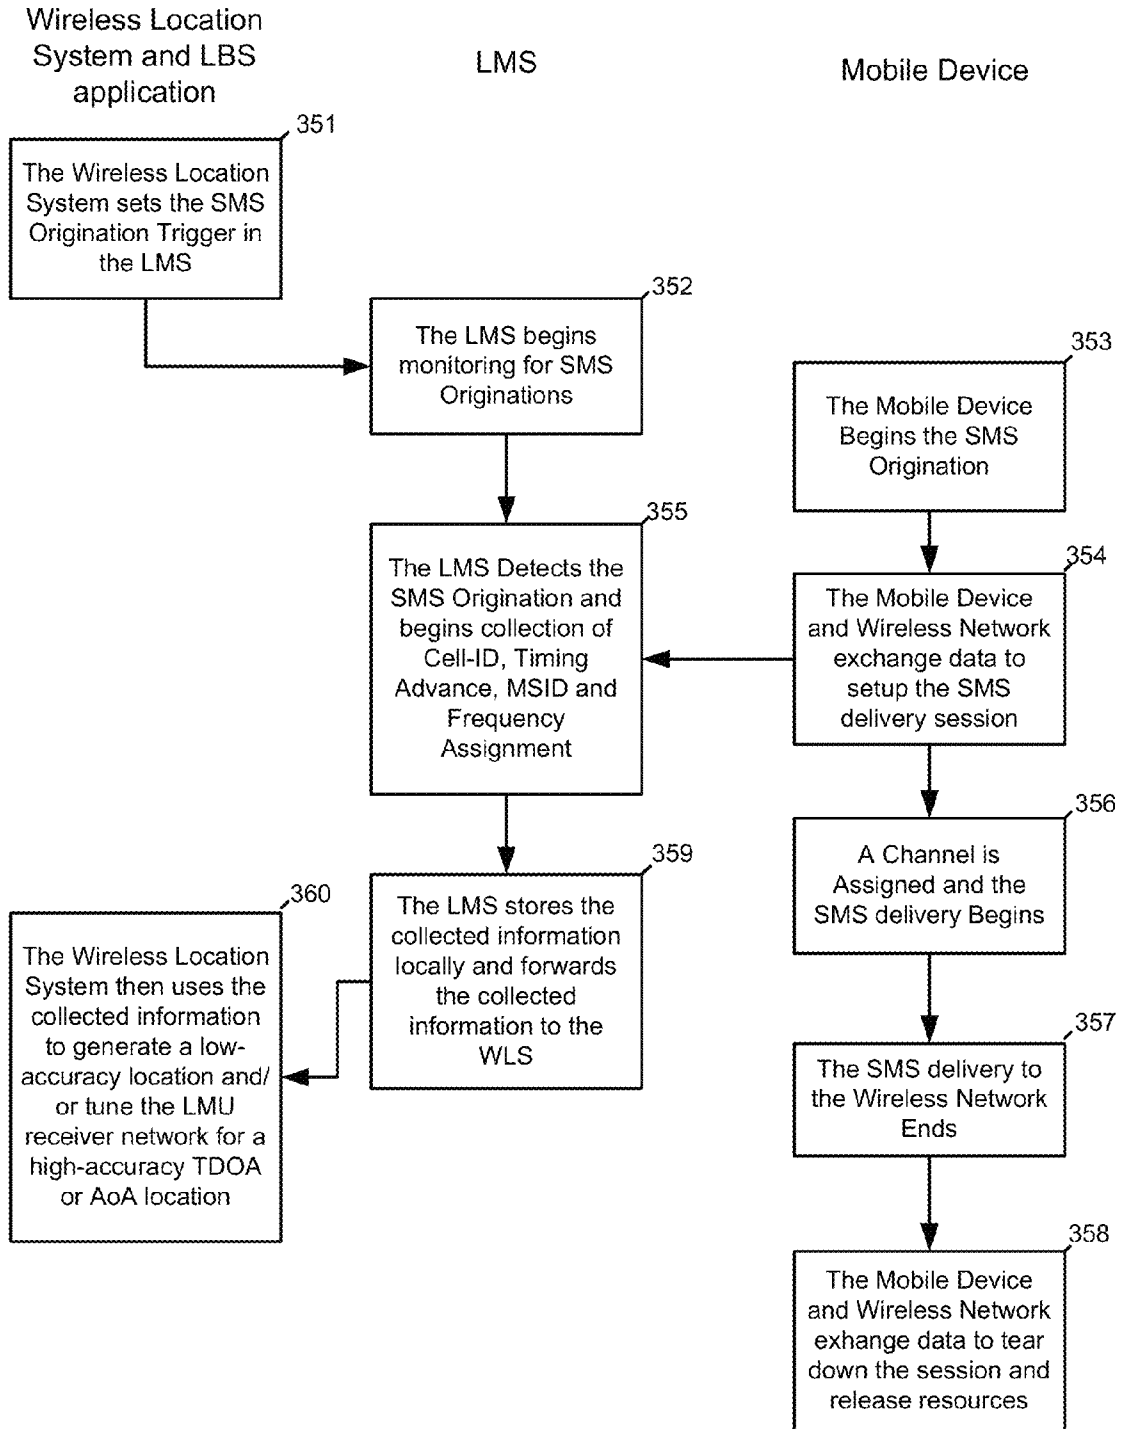 Wireless Location
System and LBS
application
LMS
Mobile Device
351
The Wireless Location
System sets the SMS
Origination Trigger in
the LMS
352
The LMS begins
monitoring for SMS
Originations
353
The Mobile Device
Begins the SMS
Origination
354
The Mobile Device
and Wireless Network
exchange data to
setup the SMS
delivery session
355
The LMS Detects the
SMS Origination and
begins collection of
Cell-ID, Timing
Advance, MSID and
Frequency
Assignment
356
A Channel is
Assigned and the
SMS delivery Begins
357
The SMS delivery to
the Wireless Network
Ends
358
The Mobile Device
and Wireless Network
exhange data to tear
down the session and
release resources
359
The LMS stores the
collected information
locally and forwards
the collected
information to the
WLS
360
The Wireless Location
System then uses the
collected information
to generate a low-
accuracy location and/
or tune the LMU
receiver network for a
high-accuracy TDOA
or AoA location